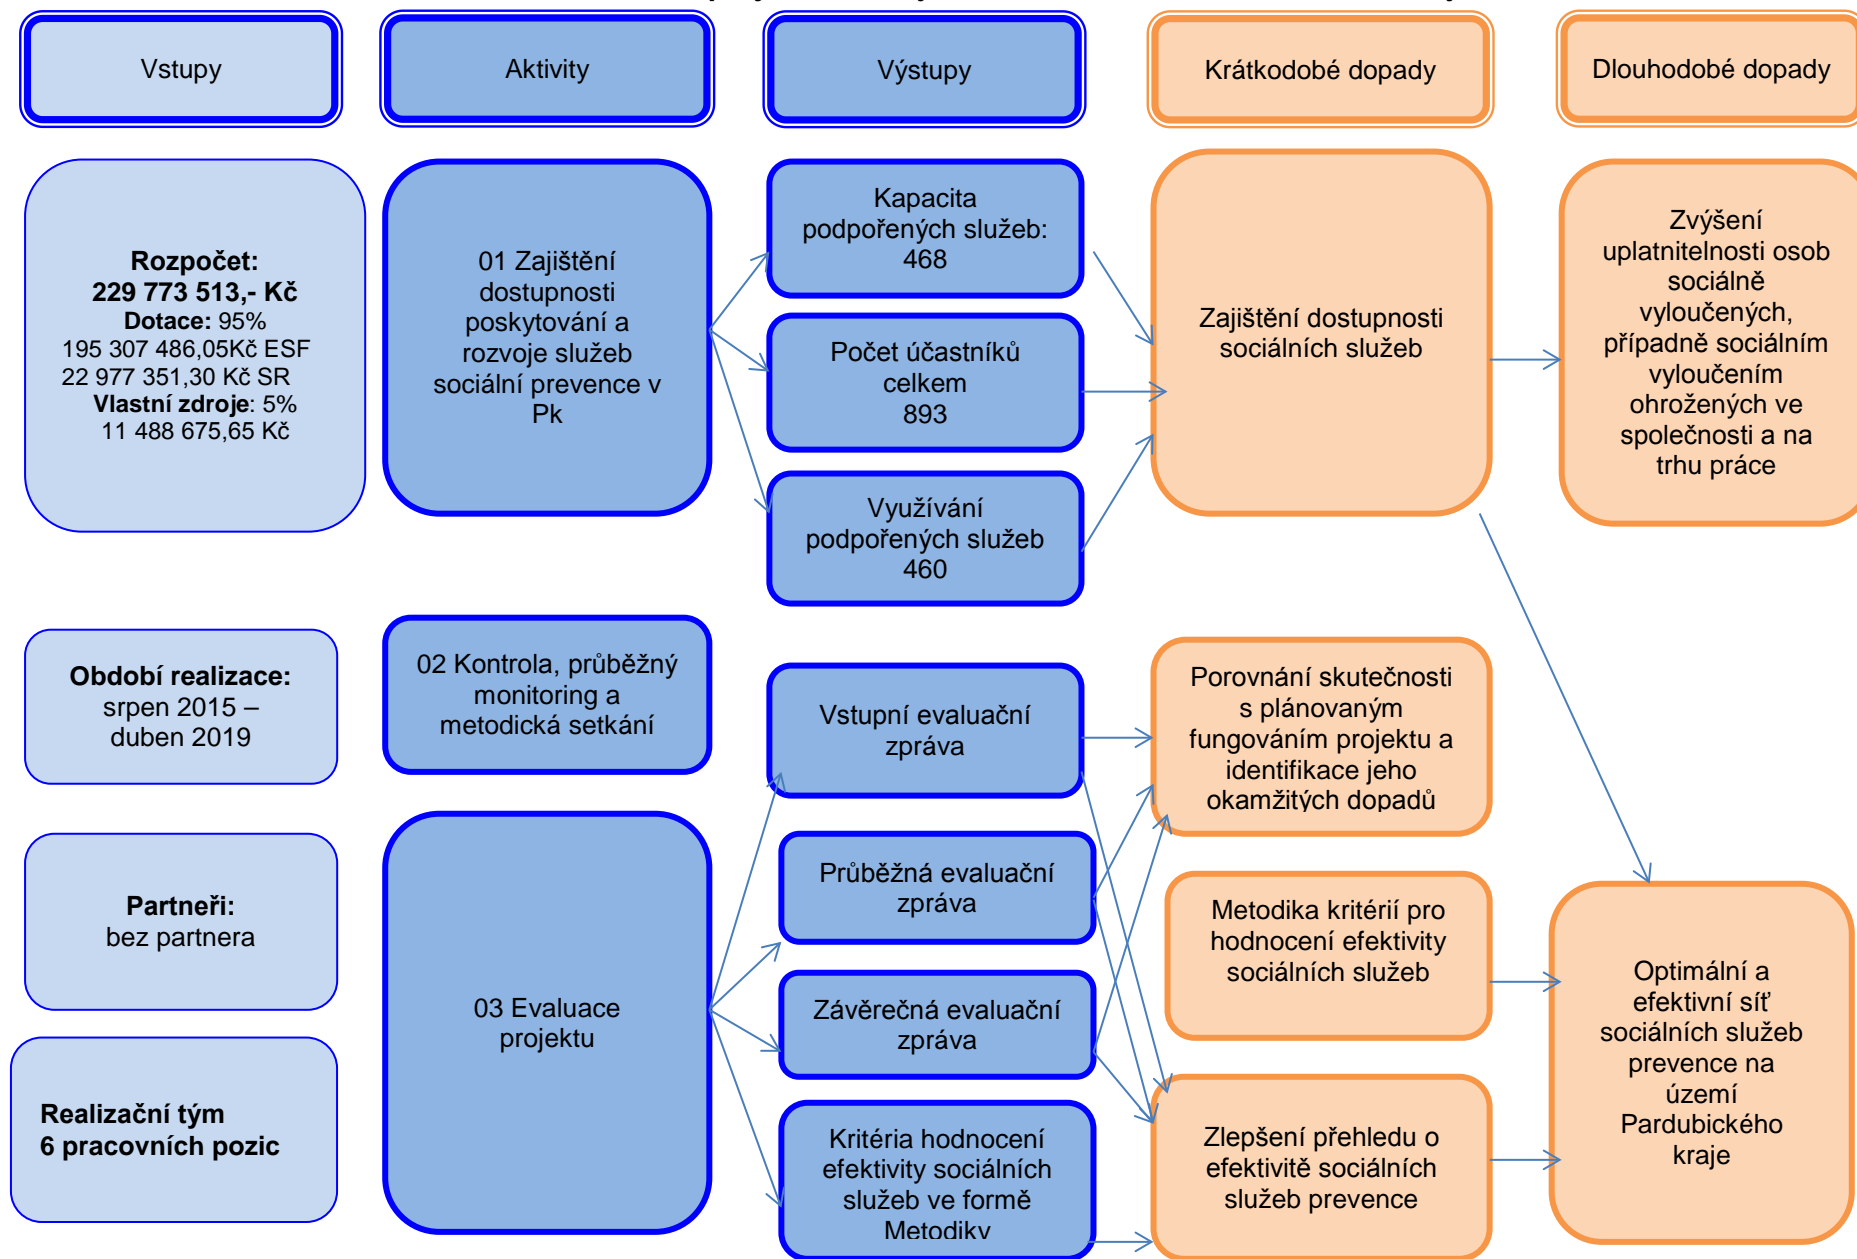 Vstupy
Aktivity
Výstupy
Krátkodobé dopady
Dlouhodobé dopady
Rozpočet:
229 773 513,- Kč
Dotace: 95%
195 307 486,05Kč ESF
22 977 351,30 Kč SR
Vlastní zdroje: 5%
11 488 675,65 Kč
01 Zajištění
dostupnosti
poskytování a
rozvoje služeb
sociální prevence v
Pk
Kapacita
podpořených služeb:
468
Počet účastníků
celkem
893
Využívání
podpořených služeb
460
Zajištění dostupnosti
sociálních služeb
Zvýšení
uplatnitelnosti osob
sociálně
vyloučených,
případně sociálním
vyloučením
ohrožených ve
společnosti a na
trhu práce
Období realizace:
srpen 2015 –
duben 2019
02 Kontrola, průběžný
monitoring a
metodická setkání
Vstupní evaluační
zpráva
Porovnání skutečnosti
s plánovaným
fungováním projektu a
identifikace jeho
okamžitých dopadů
Partneři:
bez partnera
03 Evaluace
projektu
Průběžná evaluační
zpráva
Metodika kritérií pro
hodnocení efektivity
sociálních služeb
Závěrečná evaluační
zpráva
Optimální a
efektivní síť
sociálních služeb
prevence na
území
Pardubického
kraje
Realizační tým
6 pracovních pozic
Kritéria hodnocení
efektivity sociálních
služeb ve formě
Metodiky
Zlepšení přehledu o
efektivitě sociálních
služeb prevence